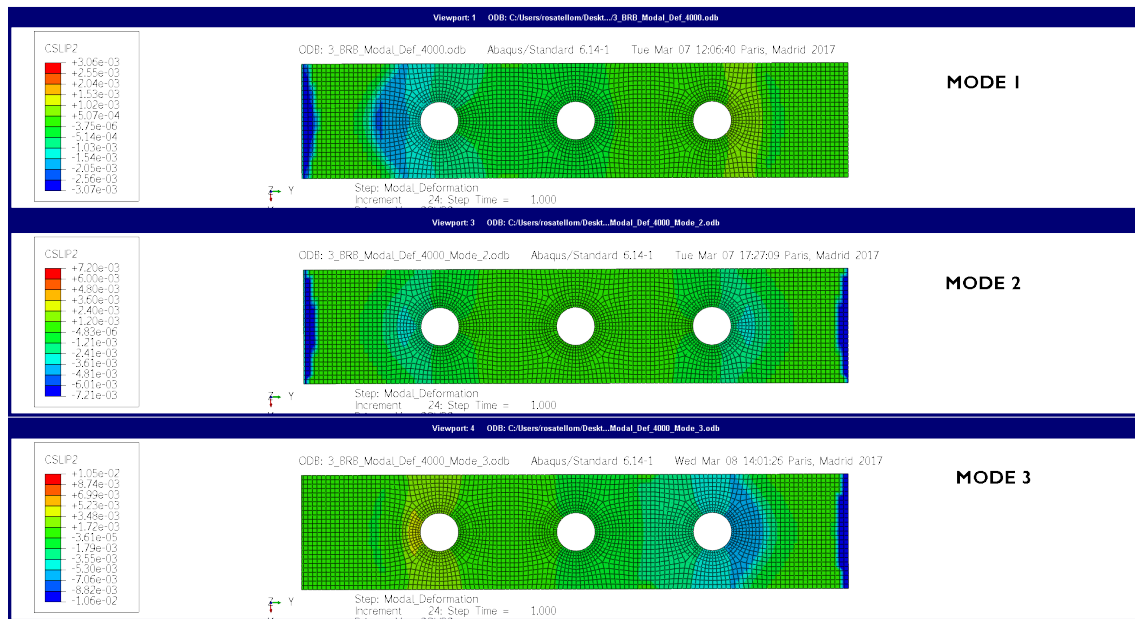 Viewport: 1 ODB: C:/Users/rosatellom/Deskt.../3_BRB_Modal_Def_4000.odb
CSLIP2
+3.06e-03
+2.55e-03
+2.04e-03
+1.53e-03
+1.02e-03
+5.07e-04
-3.75e-06
-5.14e-04
-1.03e-03
-1.54e-03
-2.05e-03
-2.56e-03
-3.07e-03
ODB: 3_BRB_Modal_Def_4000.odb Abaqus/Standard 6.14-1 Tue Mar 07 12:06:40 Paris, Madrid 2017
MODE 1
Z Y
Step: Modal_Deformation
Increment 24: Step Time = 1.000
Viewport: 3 ODB: C:/Users/rosatellom/Deskt...Modal_Def_4000_Mode_2.odb
CSLIP2
+7.20e-03
+6.00e-03
+4.80e-03
+3.60e-03
+2.40e-03
+1.20e-03
-4.83e-06
-1.21e-03
-2.41e-03
-3.61e-03
-4.81e-03
-6.01e-03
-7.21e-03
ODB: 3_BRB_Modal_Def_4000_Mode_2.odb Abaqus/Standard 6.14-1 Tue Mar 07 17:27:09 Paris, Madrid 2017
MODE 2
Z Y
Step: Modal_Deformation
Increment 24: Step Time = 1.000
Viewport: 4 ODB: C:/Users/rosatellom/Deskt...Modal_Def_4000_Mode_3.odb
CSLIP2
+1.05e-02
+8.74e-03
+6.99e-03
+5.23e-03
+3.48e-03
+1.72e-03
-3.61e-05
-1.79e-03
-3.55e-03
-5.30e-03
-7.06e-03
-8.82e-03
-1.06e-02
ODB: 3_BRB_Modal_Def_4000_Mode_3.odb Abaqus/Standard 6.14-1 Wed Mar 08 14:01:26 Paris, Madrid 2017
MODE 3
Z Y
Step: Modal_Deformation
Increment 24: Step Time = 1.000